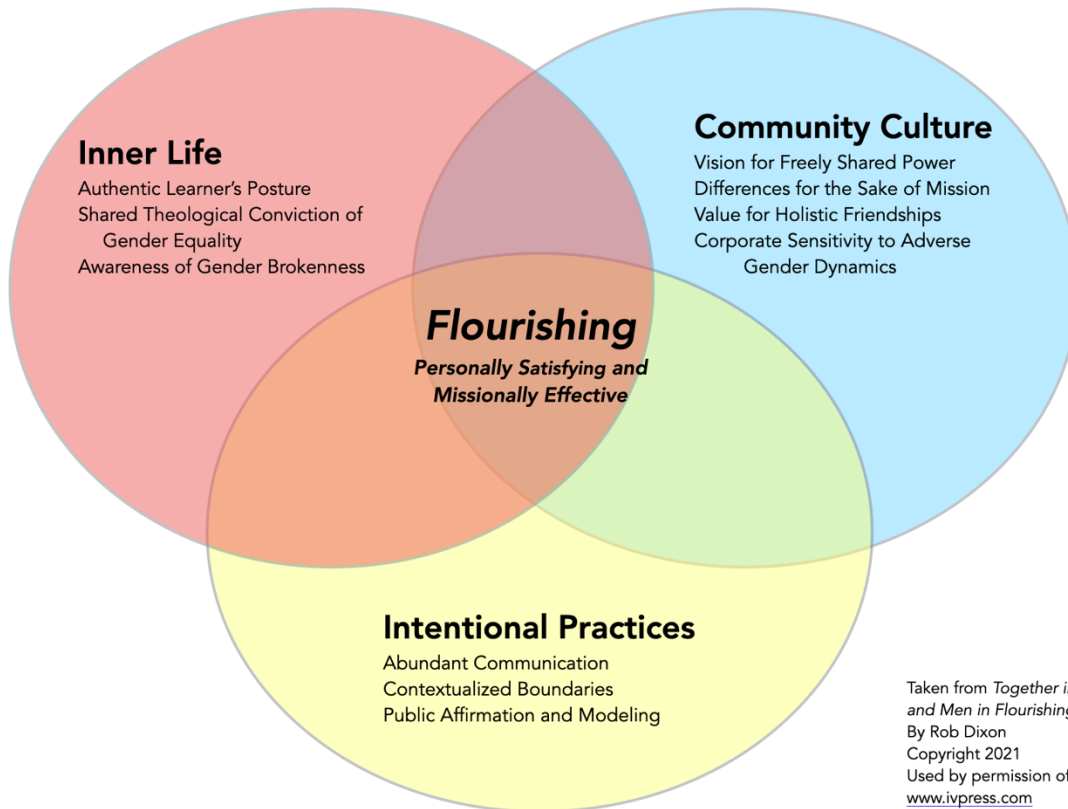 Inner Life
Authentic Learner's Posture
Shared Theological Conviction of
Gender Equality
Awareness of Gender Brokenness
Community Culture
Vision for Freely Shared Power
Differences for the Sake of Mission
Value for Holistic Friendships
Corporate Sensitivity to Adverse
Gender Dynamics
Flourishing
Personally Satisfying and
Missionally Effective
Intentional Practices
Abundant Communication
Contextualized Boundaries
Public Affirmation and Modeling
Taken from Together
and Men in Flourishing
By Rob Dixon
Copyright 2021
Used by permission of
www.ivpress.com